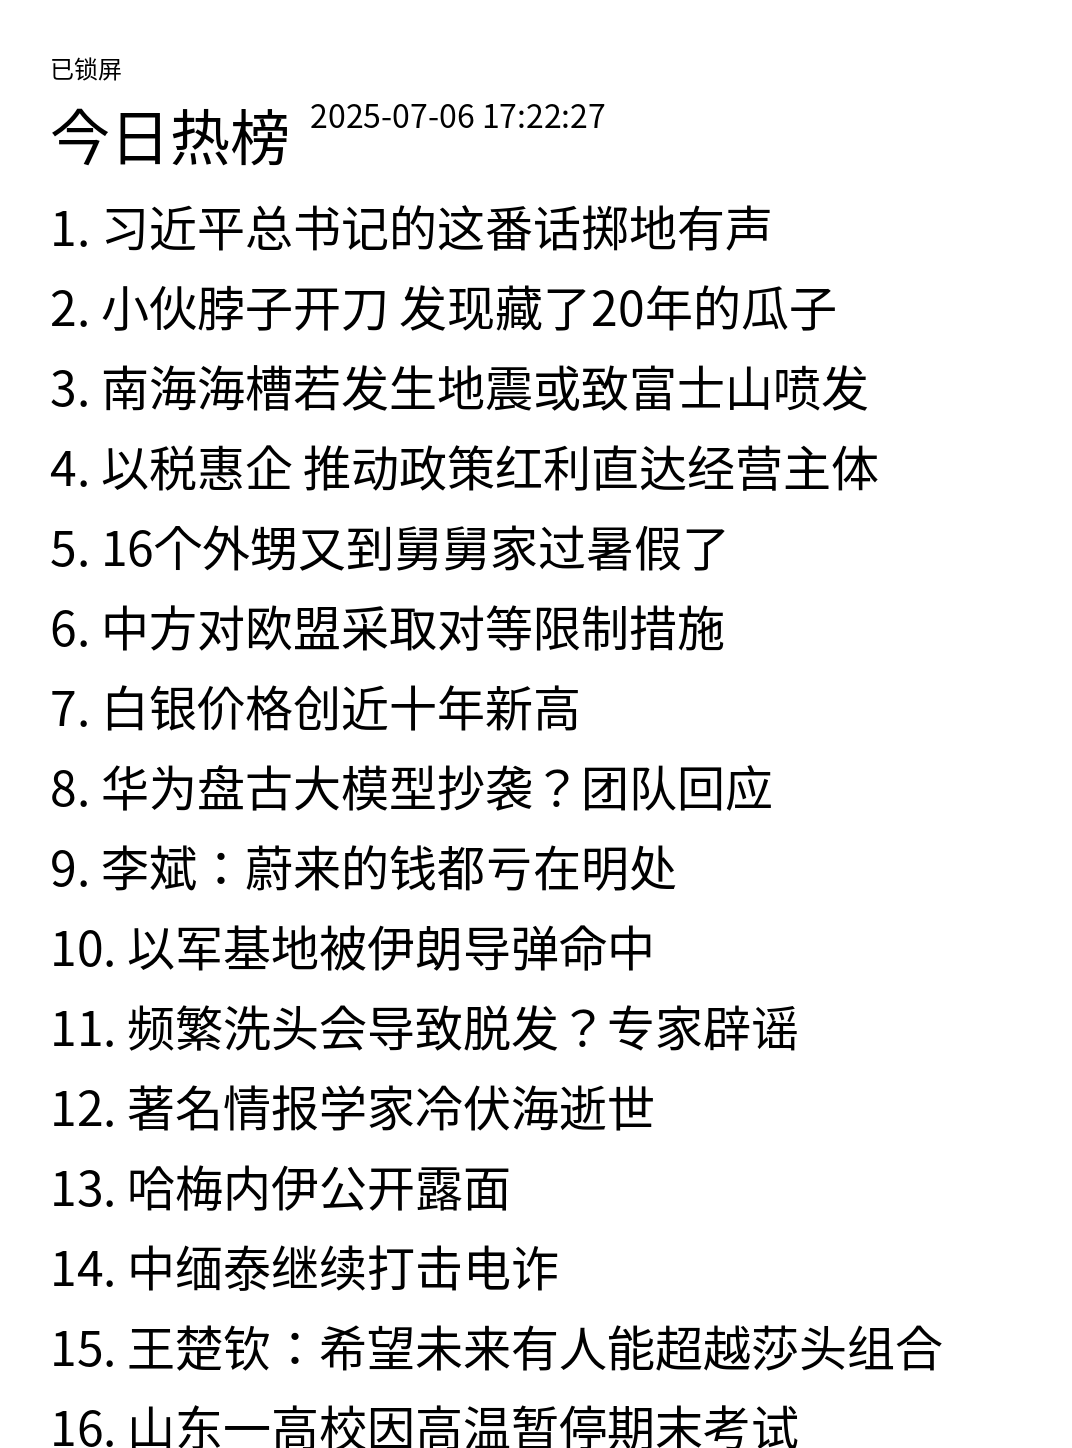 已锁屏
今日热榜 2025-07-06 17:22:27
1. 习近平总书记的这番话掷地有声
2. 小伙脖子开刀 发现藏了20年的瓜子
3. 南海海槽若发生地震或致富士山喷发
4. 以税惠企 推动政策红利直达经营主体
5. 16个外甥又到舅舅家过暑假了
6. 中方对欧盟采取对等限制措施
7. 白银价格创近十年新高
8. 华为盘古大模型抄袭？团队回应
9. 李斌：蔚来的钱都亏在明处
10. 以军基地被伊朗导弹命中
11. 频繁洗头会导致脱发？专家辟谣
12. 著名情报学家冷伏海逝世
13. 哈梅内伊公开露面
14. 中缅泰继续打击电诈
15. 王楚钦：希望未来有人能超越莎头组合
16. 山东一高校因高温暂停期末考试